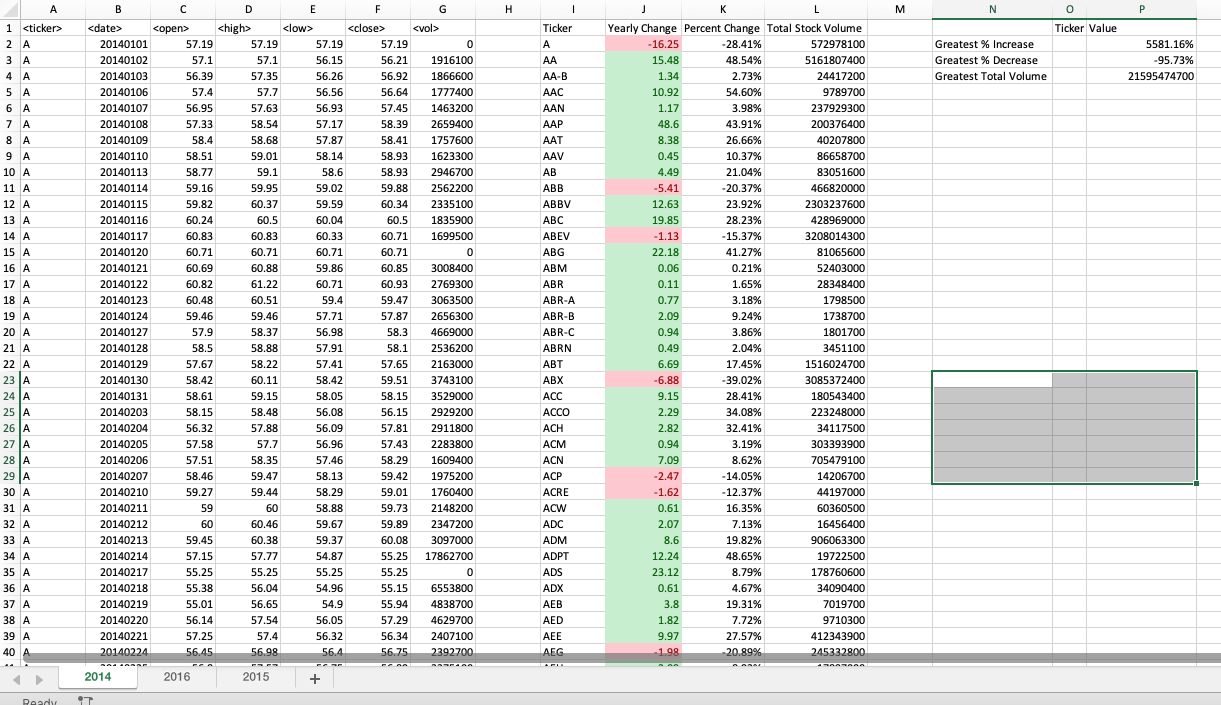 A B C D E F G H I J K L M N O P
1 <ticker> <date> <open> <high> <low> <close> <vol> Ticker Yearly Change Percent Change Total Stock Volume Ticker Value
2 A 20140101 57.19 57.19 57.19 57.19 0 A -16.25 -28.41% 572978100 Greatest % Increase 5581.16%
3 A 20140102 57.1 57.1 56.15 56.21 1916100 AA 15.48 48.54% 5161807400 Greatest % Decrease -95.73%
4 A 20140103 56.39 57.35 56.26 56.92 1866600 AA-B 1.34 2.73% 24417200 Greatest Total Volume 21595474700
5 A 20140106 57.4 57.7 56.56 56.64 1777400 AAC 10.92 54.60% 9789700
6 A 20140107 56.95 57.63 56.93 57.45 1463200 AAN 1.17 3.98% 237929300
7 A 20140108 57.33 58.54 57.17 58.39 2659400 AAP 48.6 43.91% 200376400
8 A 20140109 58.4 58.68 57.87 58.41 1757600 AAT 8.38 26.66% 40207800
9 A 20140110 58.51 59.01 58.14 58.93 1623300 AAV 0.45 10.37% 86658700
10 A 20140113 58.77 59.1 58.6 58.93 2946700 AB 4.49 21.04% 83051600
11 A 20140114 59.16 59.95 59.02 59.88 2562200 ABB -5.41 -20.37% 466820000
12 A 20140115 59.82 60.37 59.59 60.34 2335100 ABBV 12.63 23.92% 2303237600
13 A 20140116 60.24 60.5 60.04 60.5 1835900 ABC 19.85 28.23% 428969000
14 A 20140117 60.83 60.83 60.33 60.71 1699500 ABEV -1.13 -15.37% 3208014300
15 A 20140120 60.71 60.71 60.71 60.71 0 ABG 22.18 41.27% 81065600
16 A 20140121 60.69 60.88 59.86 60.85 3008400 ABM 0.06 0.21% 52403000
17 A 20140122 60.82 61.22 60.71 60.93 2769300 ABR 0.11 1.65% 28348400
18 A 20140123 60.48 60.51 59.4 59.47 3063500 ABR-A 0.77 3.18% 1798500
19 A 20140124 59.46 59.46 57.71 57.87 2656300 ABR-B 2.09 9.24% 1738700
20 A 20140127 57.9 58.37 56.98 58.3 4669000 ABR-C 0.94 3.86% 1801700
21 A 20140128 58.5 58.88 57.91 58.1 2536200 ABRN 0.49 2.04% 3451100
22 A 20140129 57.67 58.22 57.41 57.65 2163000 ABT 6.69 17.45% 1516024700
23 A 20140130 58.42 60.11 58.42 59.51 3743100 ABX -6.88 -39.02% 3085372400
24 A 20140131 58.61 59.15 58.05 58.15 3529000 ACC 9.15 28.41% 180543400
25 A 20140203 58.15 58.48 56.08 56.15 2929200 ACCO 2.29 34.08% 223248000
26 A 20140204 56.32 57.88 56.09 57.81 2911800 ACH 2.82 32.41% 34117500
27 A 20140205 57.58 57.7 56.96 57.43 2283800 ACM 0.94 3.19% 303393900
28 A 20140206 57.51 58.35 57.46 58.29 1609400 ACN 7.09 8.62% 705479100
29 A 20140207 58.46 59.47 58.13 59.42 1975200 ACP -2.47 -14.05% 14206700
30 A 20140210 59.27 59.44 58.29 59.01 1760400 ACRE -1.62 -12.37% 44197000
31 A 20140211 59 60 58.88 59.73 2148200 ACW 0.61 16.35% 60360500
32 A 20140212 60 60.46 59.67 59.89 2347200 ADC 2.07 7.13% 16456400
33 A 20140213 59.45 60.38 59.37 60.08 3097000 ADM 8.6 19.82% 906063300
34 A 20140214 57.15 57.77 54.87 55.25 17862700 ADPT 12.24 48.65% 19722500
35 A 20140217 55.25 55.25 55.25 55.25 0 ADS 23.12 8.79% 178760600
36 A 20140218 55.38 56.04 54.96 55.15 6553800 ADX 0.61 4.67% 34090400
37 A 20140219 55.01 56.65 54.9 55.94 4838700 AEB 3.8 19.31% 7019700
38 A 20140220 56.14 57.54 56.05 57.29 4629700 AED 1.82 7.72% 9710300
39 A 20140221 57.25 57.4 56.32 56.34 2407100 AEE 9.97 27.57% 412343900
40 A 20140224 56.45 56.98 56.4 56.75 2392700 AEG -1.98 -20.89% 245332800
2014 2016 2015 +
Ready